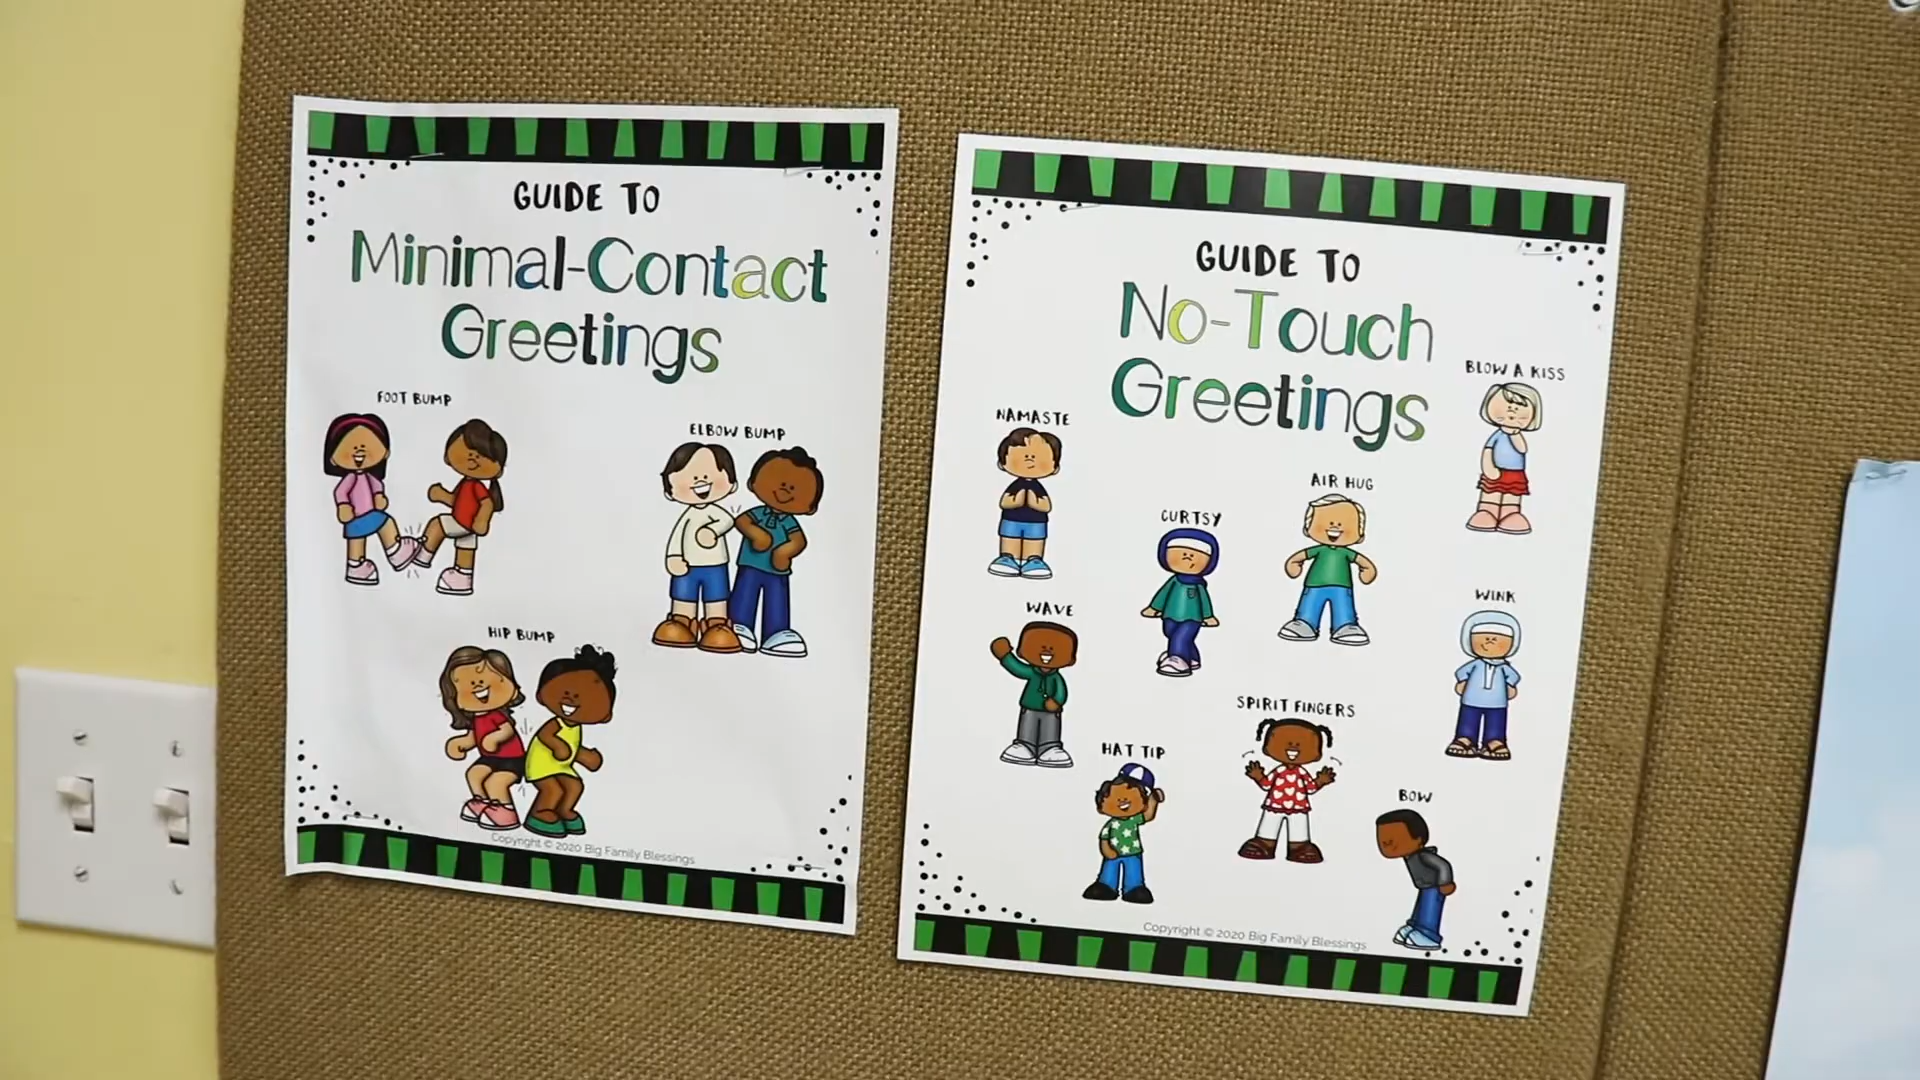 GUIDE TO
Minimal-Contact
Greetings
FOOT BUMP
ELBOW BUMP
HIP BUMP
Copyright © 2020 Big Family Blessings
GUIDE TO
No-Touch
Greetings
BLOW A KISS
NAMASTE
AIR HUG
CURTSY
WINK
WAVE
SPIRIT FINGERS
HAT TIP
BOW
Copyright © 2020 Big Family Blessings